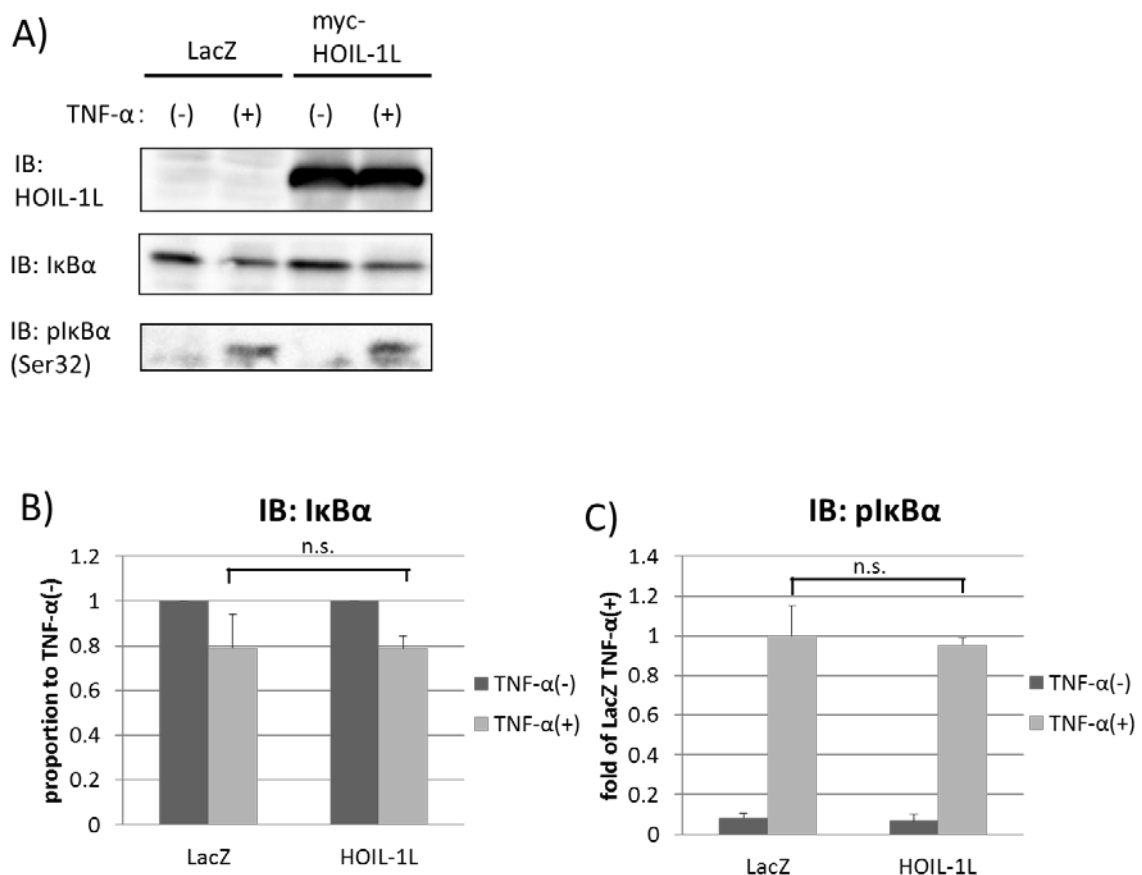 A)
LacZ
myc-
HOIL-1L
TNF-α: (-) (+) (-) (+)
IB:
HOIL-1L
IB: IκBα
IB: pIκBα
(Ser32)
B)
IB: IκBα
proportion to TNF-α(-)
1.2
1
0.8
0.6
0.4
0.2
0
n.s.
LacZ
HOIL-1L
TNF-α(-)
TNF-α(+)
C)
IB: pIκBα
fold of LacZ TNF-α(+)
1.4
1.2
1
0.8
0.6
0.4
0.2
0
n.s.
LacZ
HOIL-1L
TNF-α(-)
TNF-α(+)